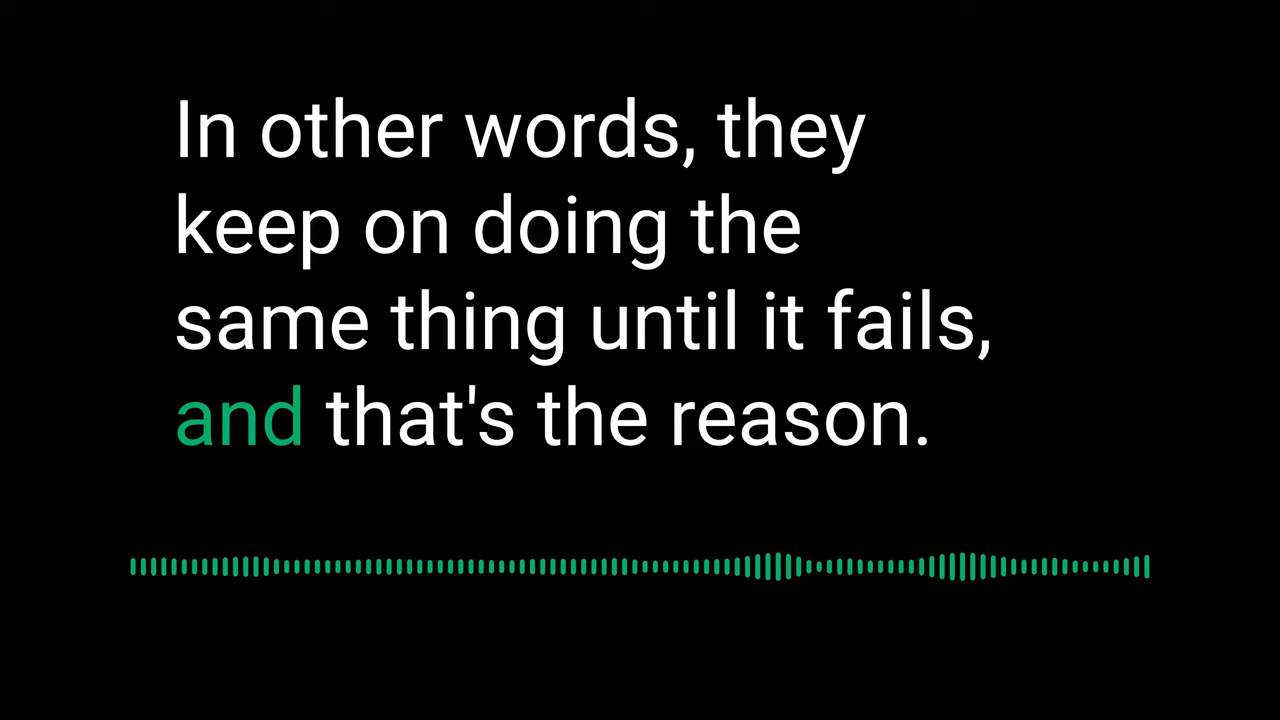 In other words, they
keep on doing the
same thing until it fails,
and that's the reason.